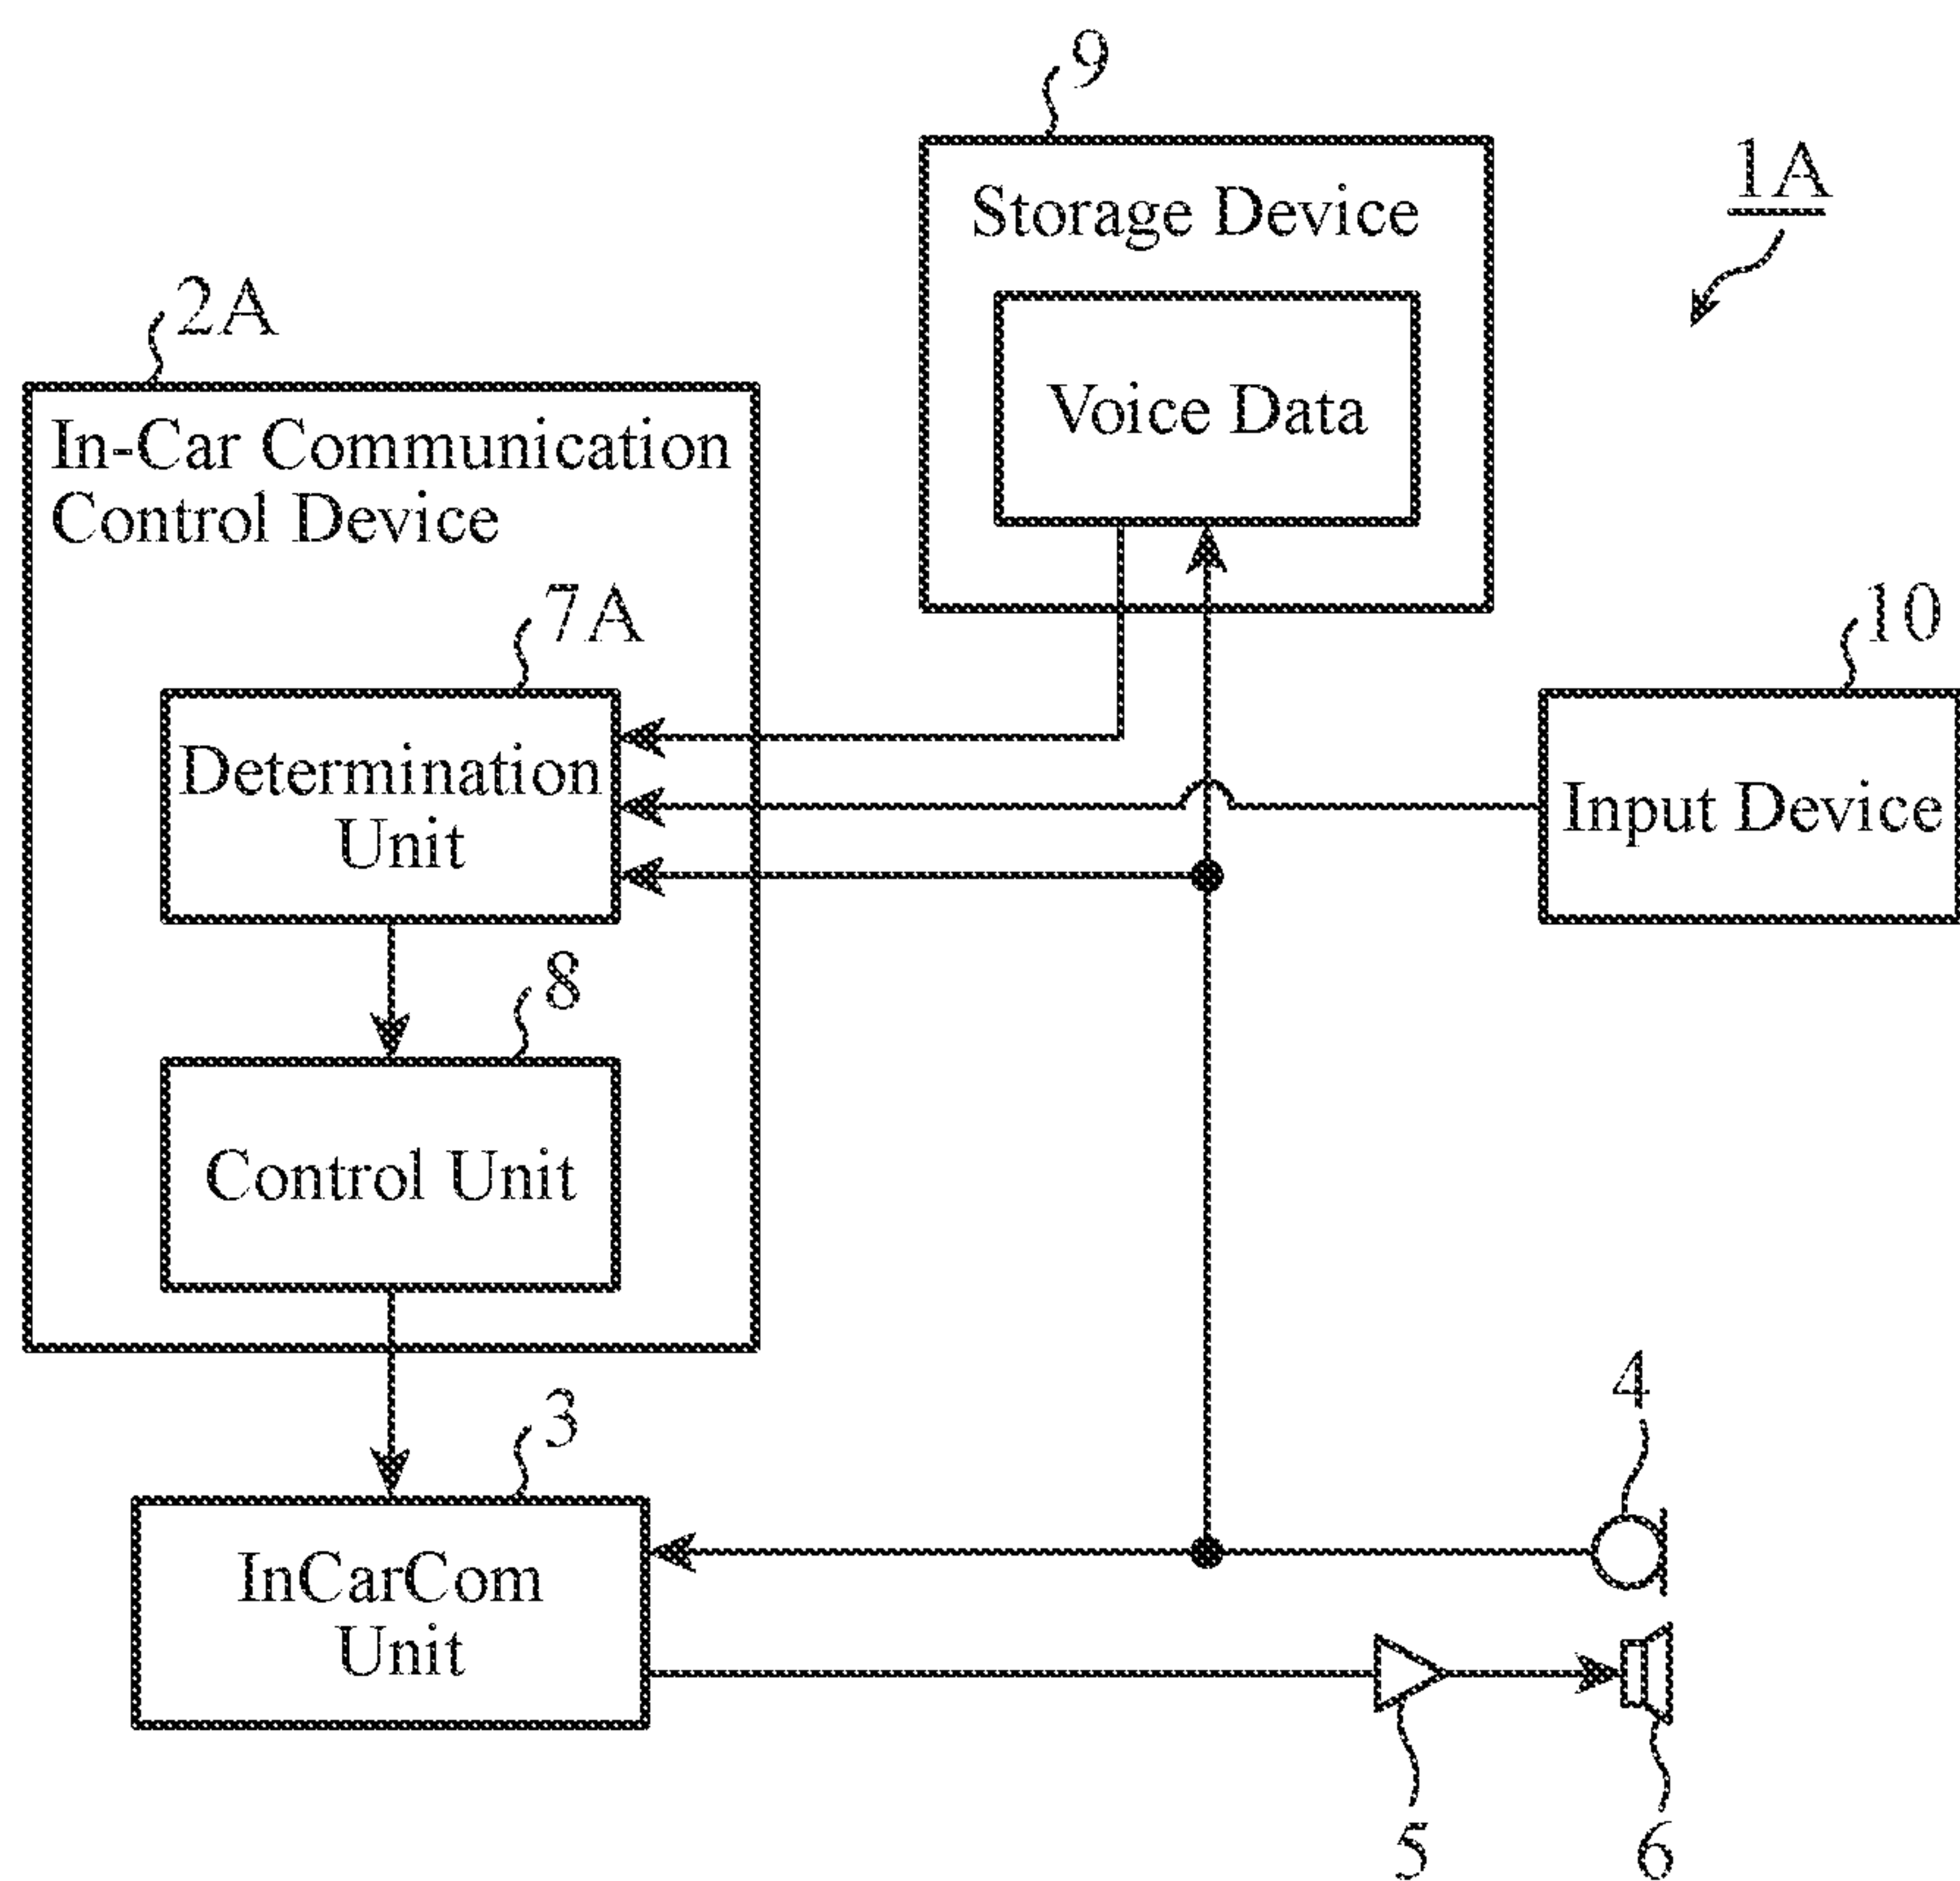 9
1A
Storage Device
2A
Voice Data
In-Car Communication
Control Device
7A
10
Determination
Unit
Input Device
8
Control Unit
4
3
InCarCom
Unit
5
6